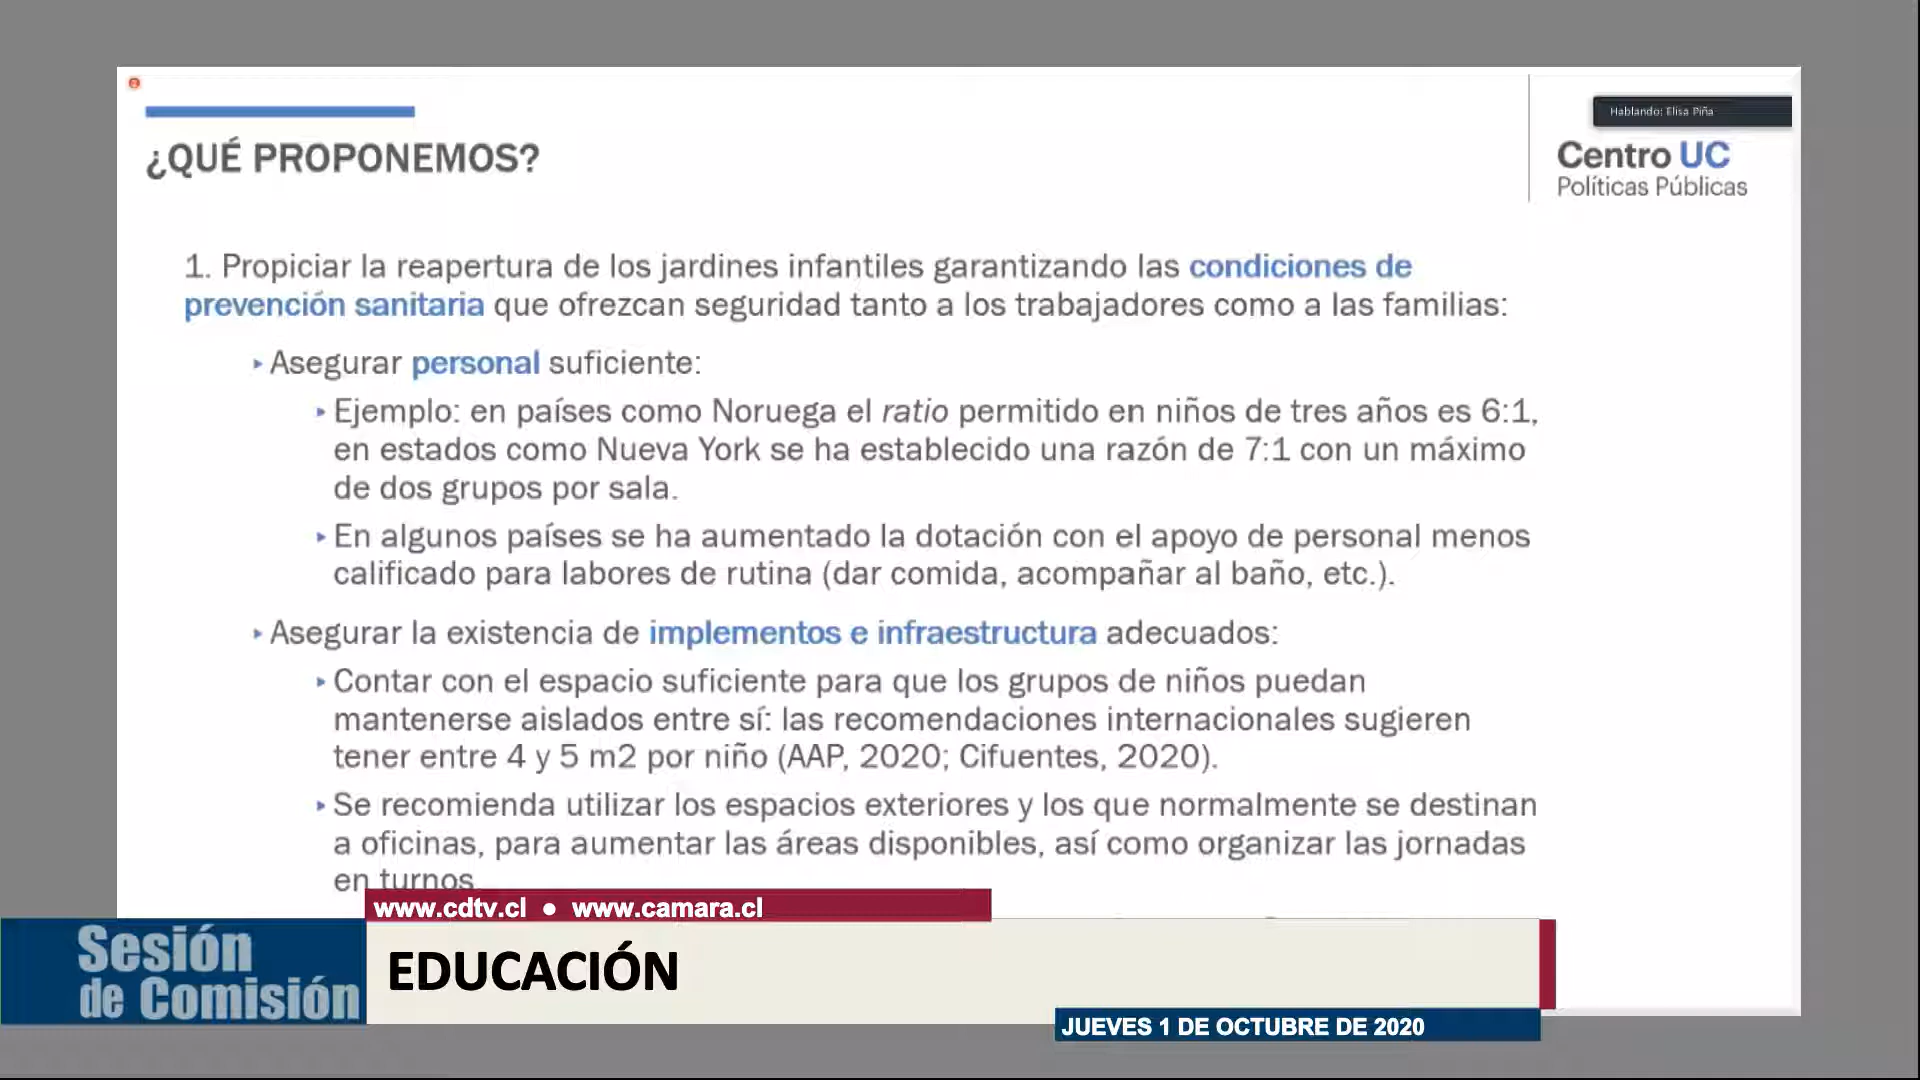 Hablando: Elisa Piña
¿QUÉ PROPONEMOS?
Centro UC
Políticas Públicas
1. Propiciar la reapertura de los jardines infantiles garantizando las condiciones de
prevención sanitaria que ofrezcan seguridad tanto a los trabajadores como a las familias:
‣ Asegurar personal suficiente:
‣ Ejemplo: en países como Noruega el ratio permitido en niños de tres años es 6:1,
en estados como Nueva York se ha establecido una razón de 7:1 con un máximo
de dos grupos por sala.
‣ En algunos países se ha aumentado la dotación con el apoyo de personal menos
calificado para labores de rutina (dar comida, acompañar al baño, etc.).
‣ Asegurar la existencia de implementos e infraestructura adecuados:
‣ Contar con el espacio suficiente para que los grupos de niños puedan
mantenerse aislados entre sí: las recomendaciones internacionales sugieren
tener entre 4 y 5 m2 por niño (AAP, 2020; Cifuentes, 2020).
‣ Se recomienda utilizar los espacios exteriores y los que normalmente se destinan
a oficinas, para aumentar las áreas disponibles, así como organizar las jornadas
en turnos
www.cdtv.cl ● www.camara.cl
Sesión
de Comisión
EDUCACIÓN
JUEVES 1 DE OCTUBRE DE 2020